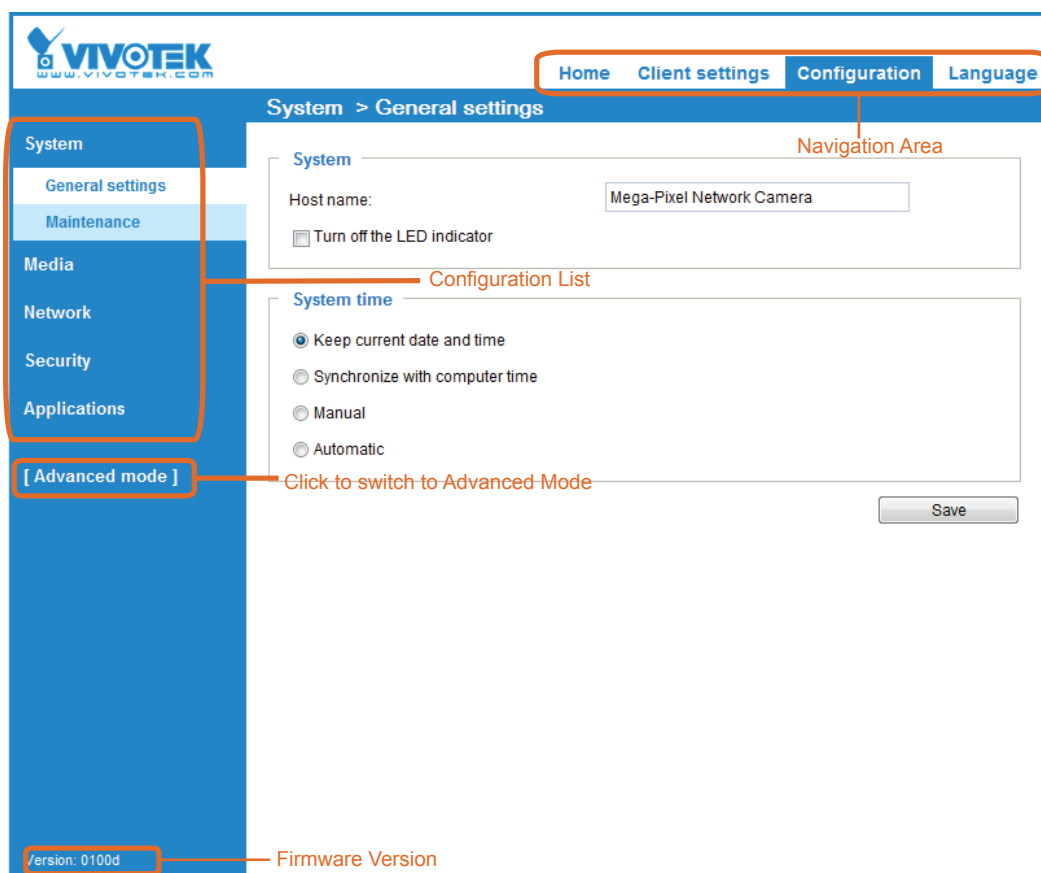 VIVOTEK
www.vivotek.com
Home Client settings Configuration Language
System > General settings
Navigation Area
System
General settings
Maintenance
Media
Network
Security
Applications
[ Advanced mode ]
Version: 0100d
System
Host name: Mega-Pixel Network Camera
Turn off the LED indicator
Configuration List
System time
Keep current date and time
Synchronize with computer time
Manual
Automatic
Click to switch to Advanced Mode
Save
Firmware Version